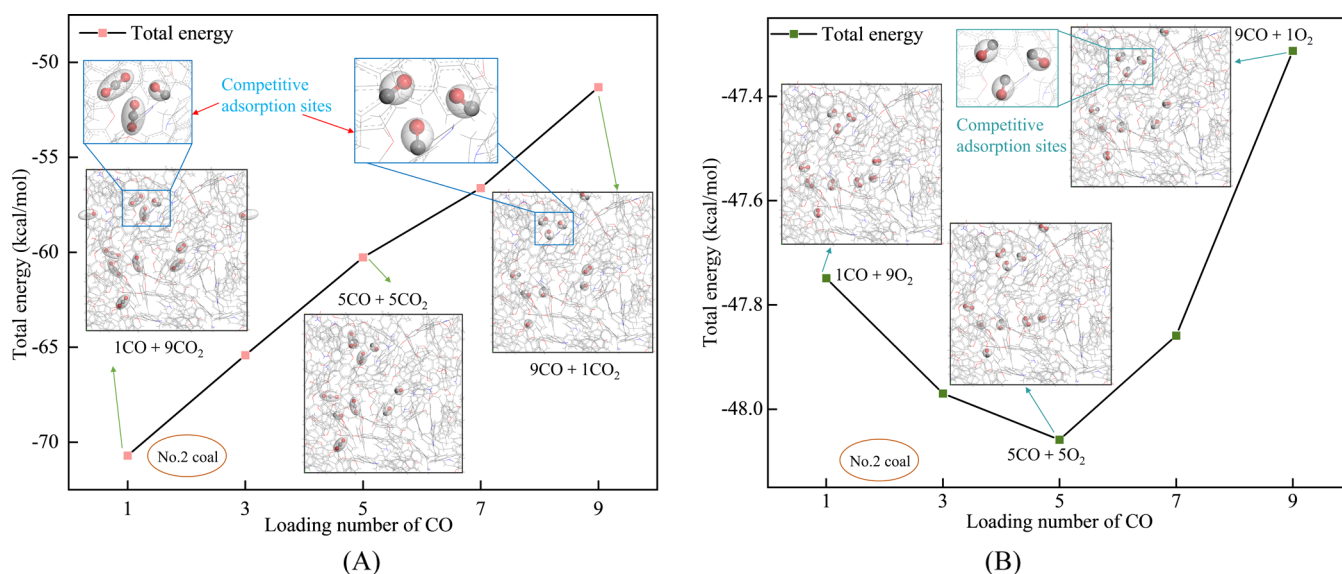 Total energy
Competitive
adsorption sites
Total energy (kcal/mol)
-50
-55
-60
-65
-70
1CO + 9CO₂
5CO + 5CO₂
9CO + 1CO₂
No.2 coal
1
3
5
7
9
Loading number of CO
(A)
Total energy
9CO + 1O₂
Competitive
adsorption sites
Total energy (kcal/mol)
-47.4
-47.6
-47.8
-48.0
1CO + 9O₂
5CO + 5O₂
No.2 coal
1
3
5
7
9
Loading number of CO
(B)